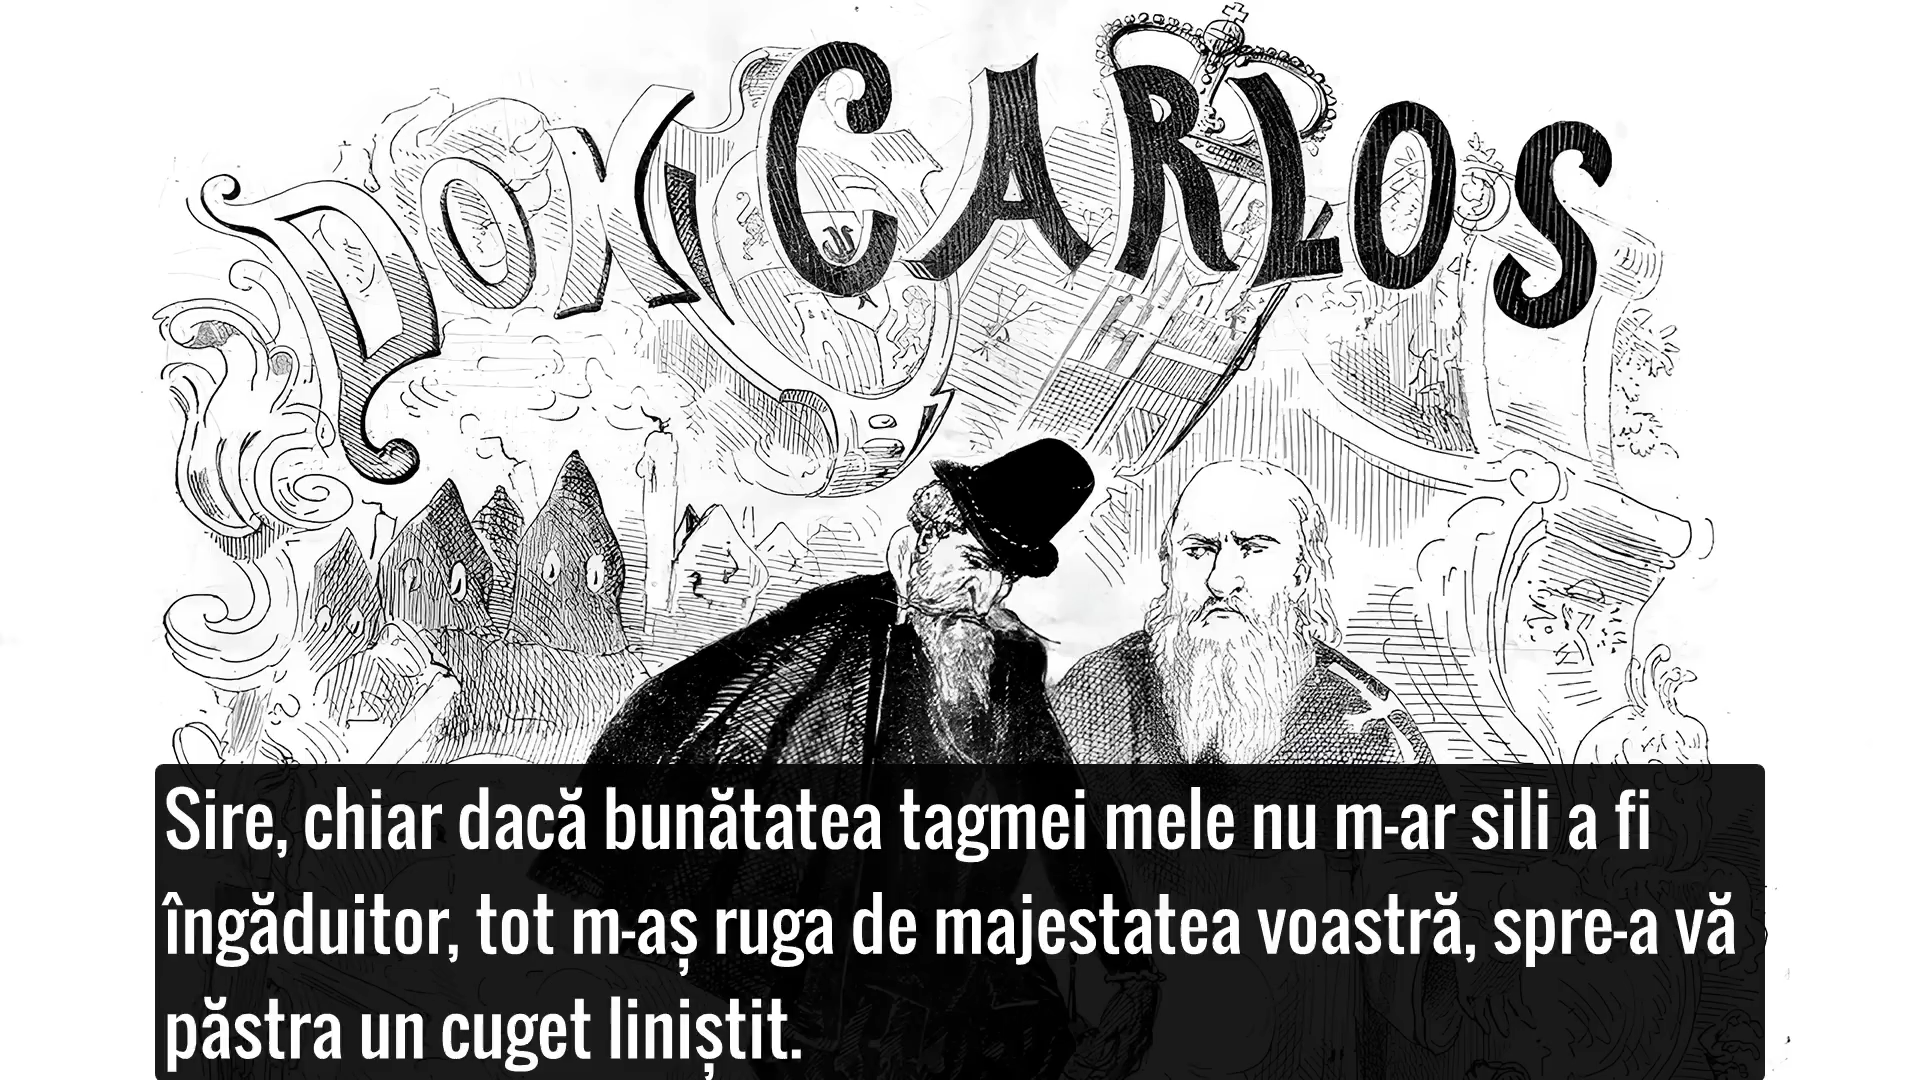 DON CARLOS
Sire, chiar dacă bunătatea tagmei mele nu m-ar sili a fi
îngăduitor, tot m-aș ruga de majestatea voastră, spre-a vă
păstra un cuget liniștit.